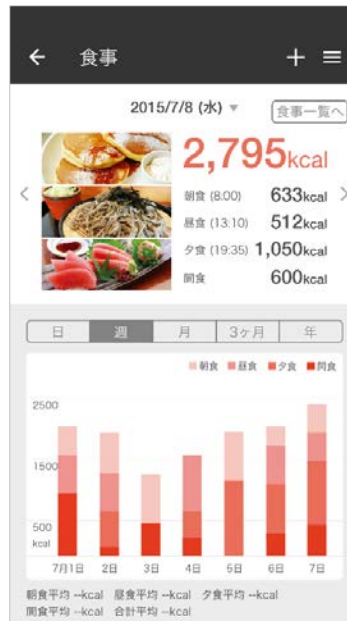 ← 食事 + ≡
2015/7/8 (水) ▼ 食事一覧へ
2,795kcal
朝食 (8:00) 633kcal
昼食 (13:10) 512kcal
夕食 (19:35) 1,050kcal
間食 600kcal
日 週 月 3ヶ月 年
■朝食 ■昼食 ■夕食 ■間食
2500
1500
500
kcal
7月1日 2日 3日 4日 5日 6日 7日
朝食平均 --kcal 昼食平均 --kcal 夕食平均 --kcal
間食平均 --kcal 合計平均 --kcal